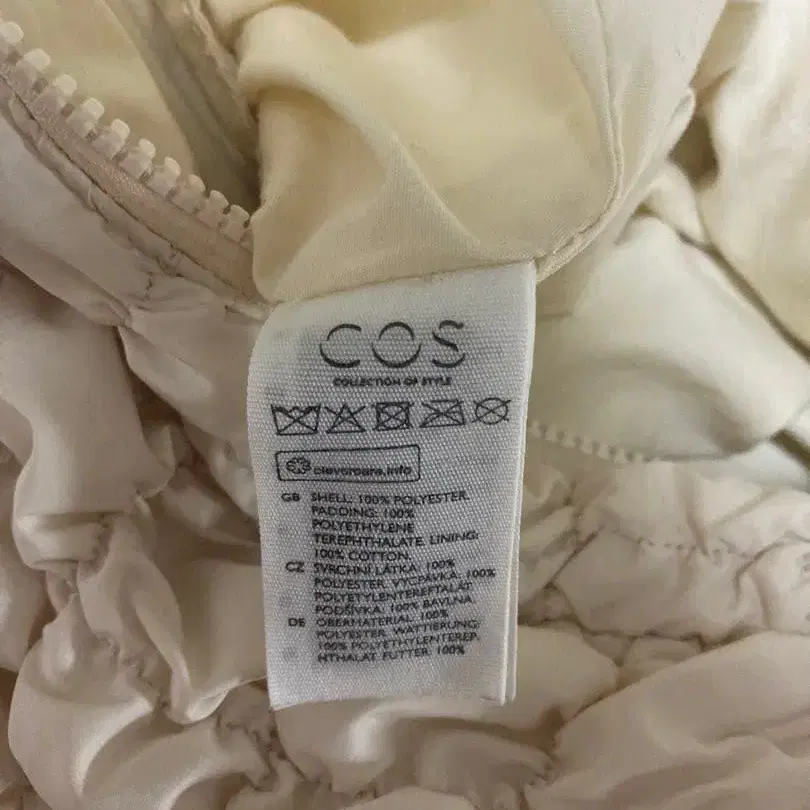 COS
COLLECTION OF STYLE
clevercare.info
GB SHELL: 100% POLYESTER.
PADDING: 100%
POLYETHYLENE
TEREPHTHALATE. LINING:
100% COTTON.
CZ SVRCHNÍ LÁTKA: 100%
POLYESTER. VYCPÁVKA: 100%
POLYETYLENTEREFTALÁT.
PODŠÍVKA: 100% BAVLNA.
DE OBERMATERIAL: 100%
POLYESTER. WATTIERUNG:
100% POLYETHYLENTEREP
HTHALAT. FUTTER: 100%